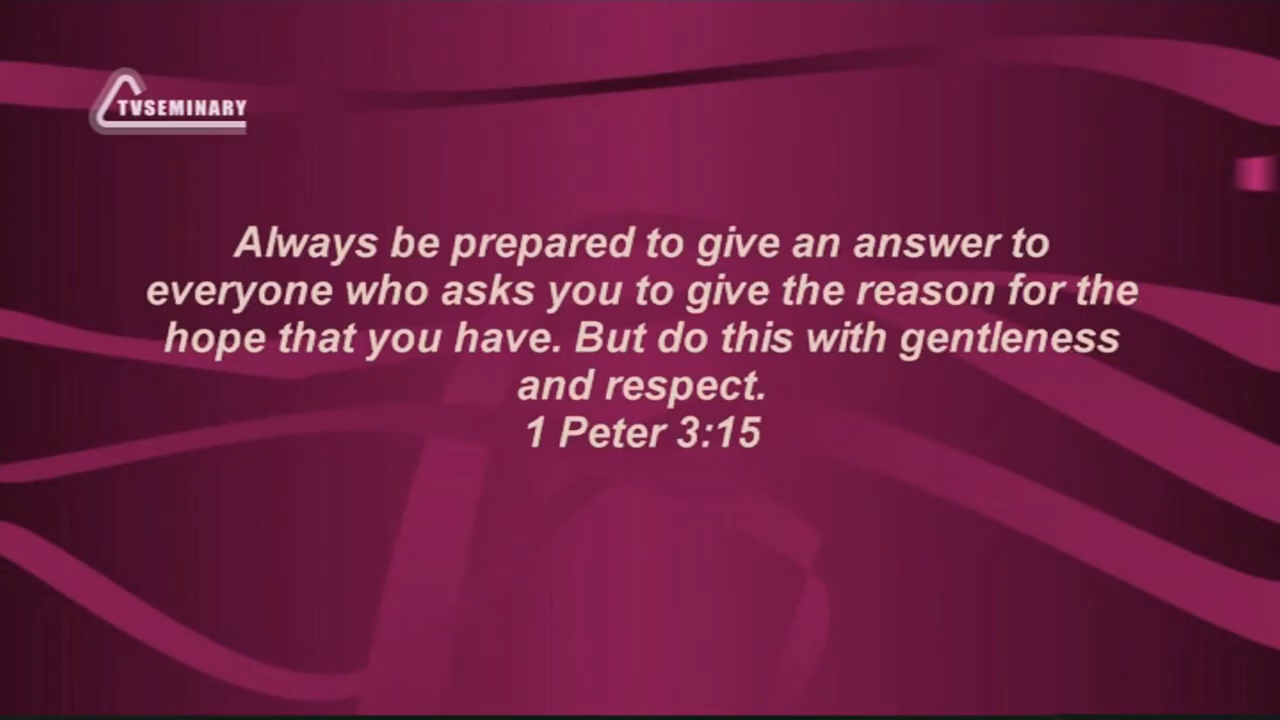 TVSEMINARY
Always be prepared to give an answer to
everyone who asks you to give the reason for the
hope that you have. But do this with gentleness
and respect.
1 Peter 3:15